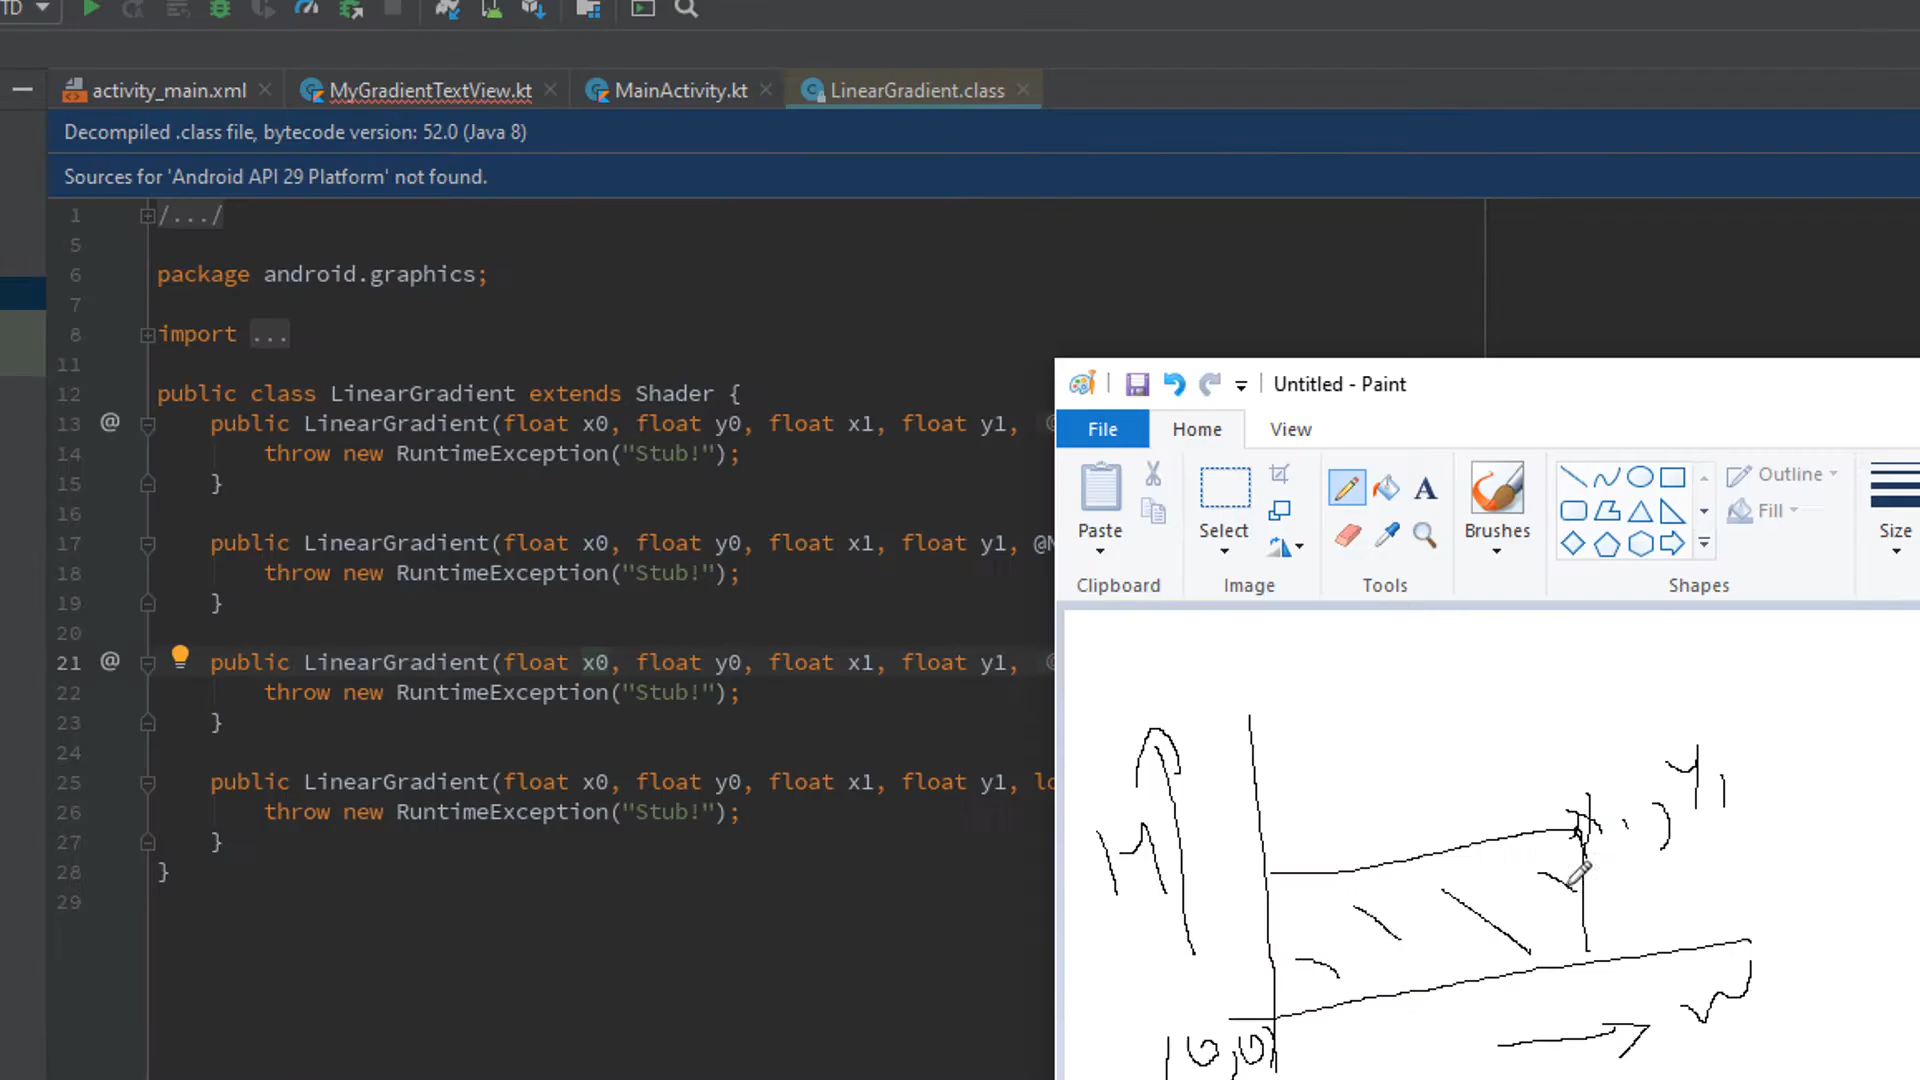 TD
activity_main.xml MyGradientTextView.kt MainActivity.kt LinearGradient.class
Decompiled .class file, bytecode version: 52.0 (Java 8)
Sources for 'Android API 29 Platform' not found.
1 /.../
5
6 package android.graphics;
7
8 import ...
11
12 public class LinearGradient extends Shader {
13 @ public LinearGradient(float x0, float y0, float x1, float y1, @
14 throw new RuntimeException("Stub!");
15 }
16
17 public LinearGradient(float x0, float y0, float x1, float y1, @N
18 throw new RuntimeException("Stub!");
19 }
20
21 @ public LinearGradient(float x0, float y0, float x1, float y1, @
22 throw new RuntimeException("Stub!");
23 }
24
25 public LinearGradient(float x0, float y0, float x1, float y1, lo
26 throw new RuntimeException("Stub!");
27 }
28 }
29
Untitled - Paint
File Home View
Paste Select Brushes Outline Fill Size
Clipboard Image Tools Shapes
H
y1
W
(0,0)